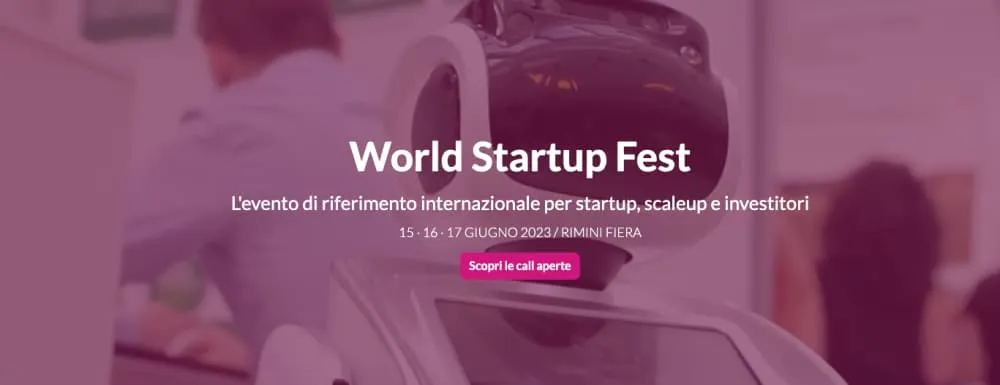 World Startup Fest
L'evento di riferimento internazionale per startup, scaleup e investitori
15 · 16 · 17 GIUGNO 2023 / RIMINI FIERA
Scopri le call aperte